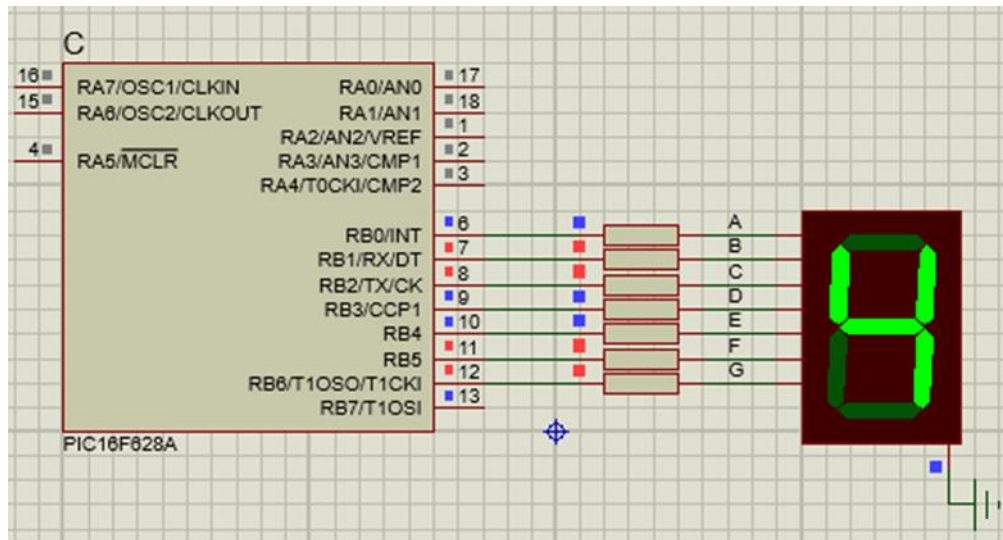 C
16 RA7/OSC1/CLKIN RA0/AN0 17
15 RA6/OSC2/CLKOUT RA1/AN1 18
RA2/AN2/VREF 1
4 RA5/MCLR RA3/AN3/CMP1 2
RA4/T0CKI/CMP2 3
RB0/INT 6 A
RB1/RX/DT 7 B
RB2/TX/CK 8 C
RB3/CCP1 9 D
RB4 10 E
RB5 11 F
RB6/T1OSO/T1CKI 12 G
RB7/T1OSI 13
PIC16F628A
4